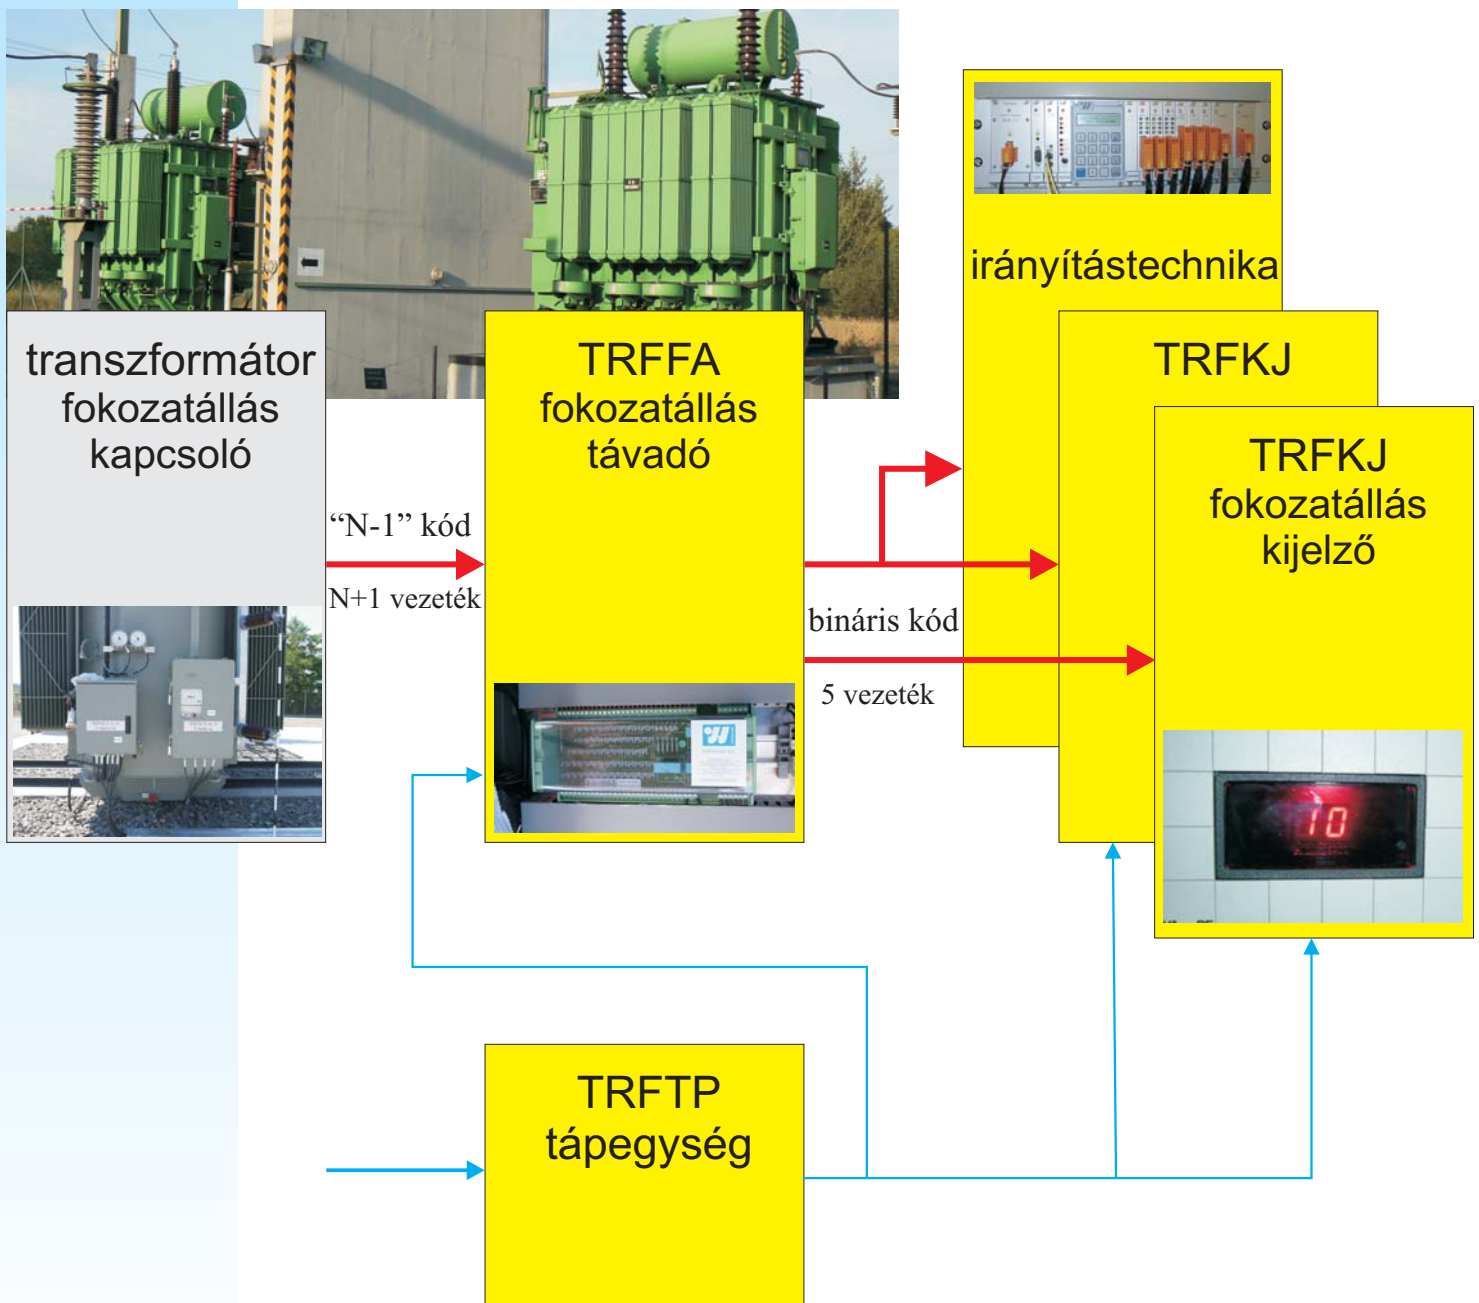 irányítástechnika
transzformátor
fokozatállás
kapcsoló
TRFFA
fokozatállás
távadó
TRFKJ
TRFKJ
fokozatállás
kijelző
“N-1” kód
N+1 vezeték
bináris kód
5 vezeték
10
TRFTP
tápegység